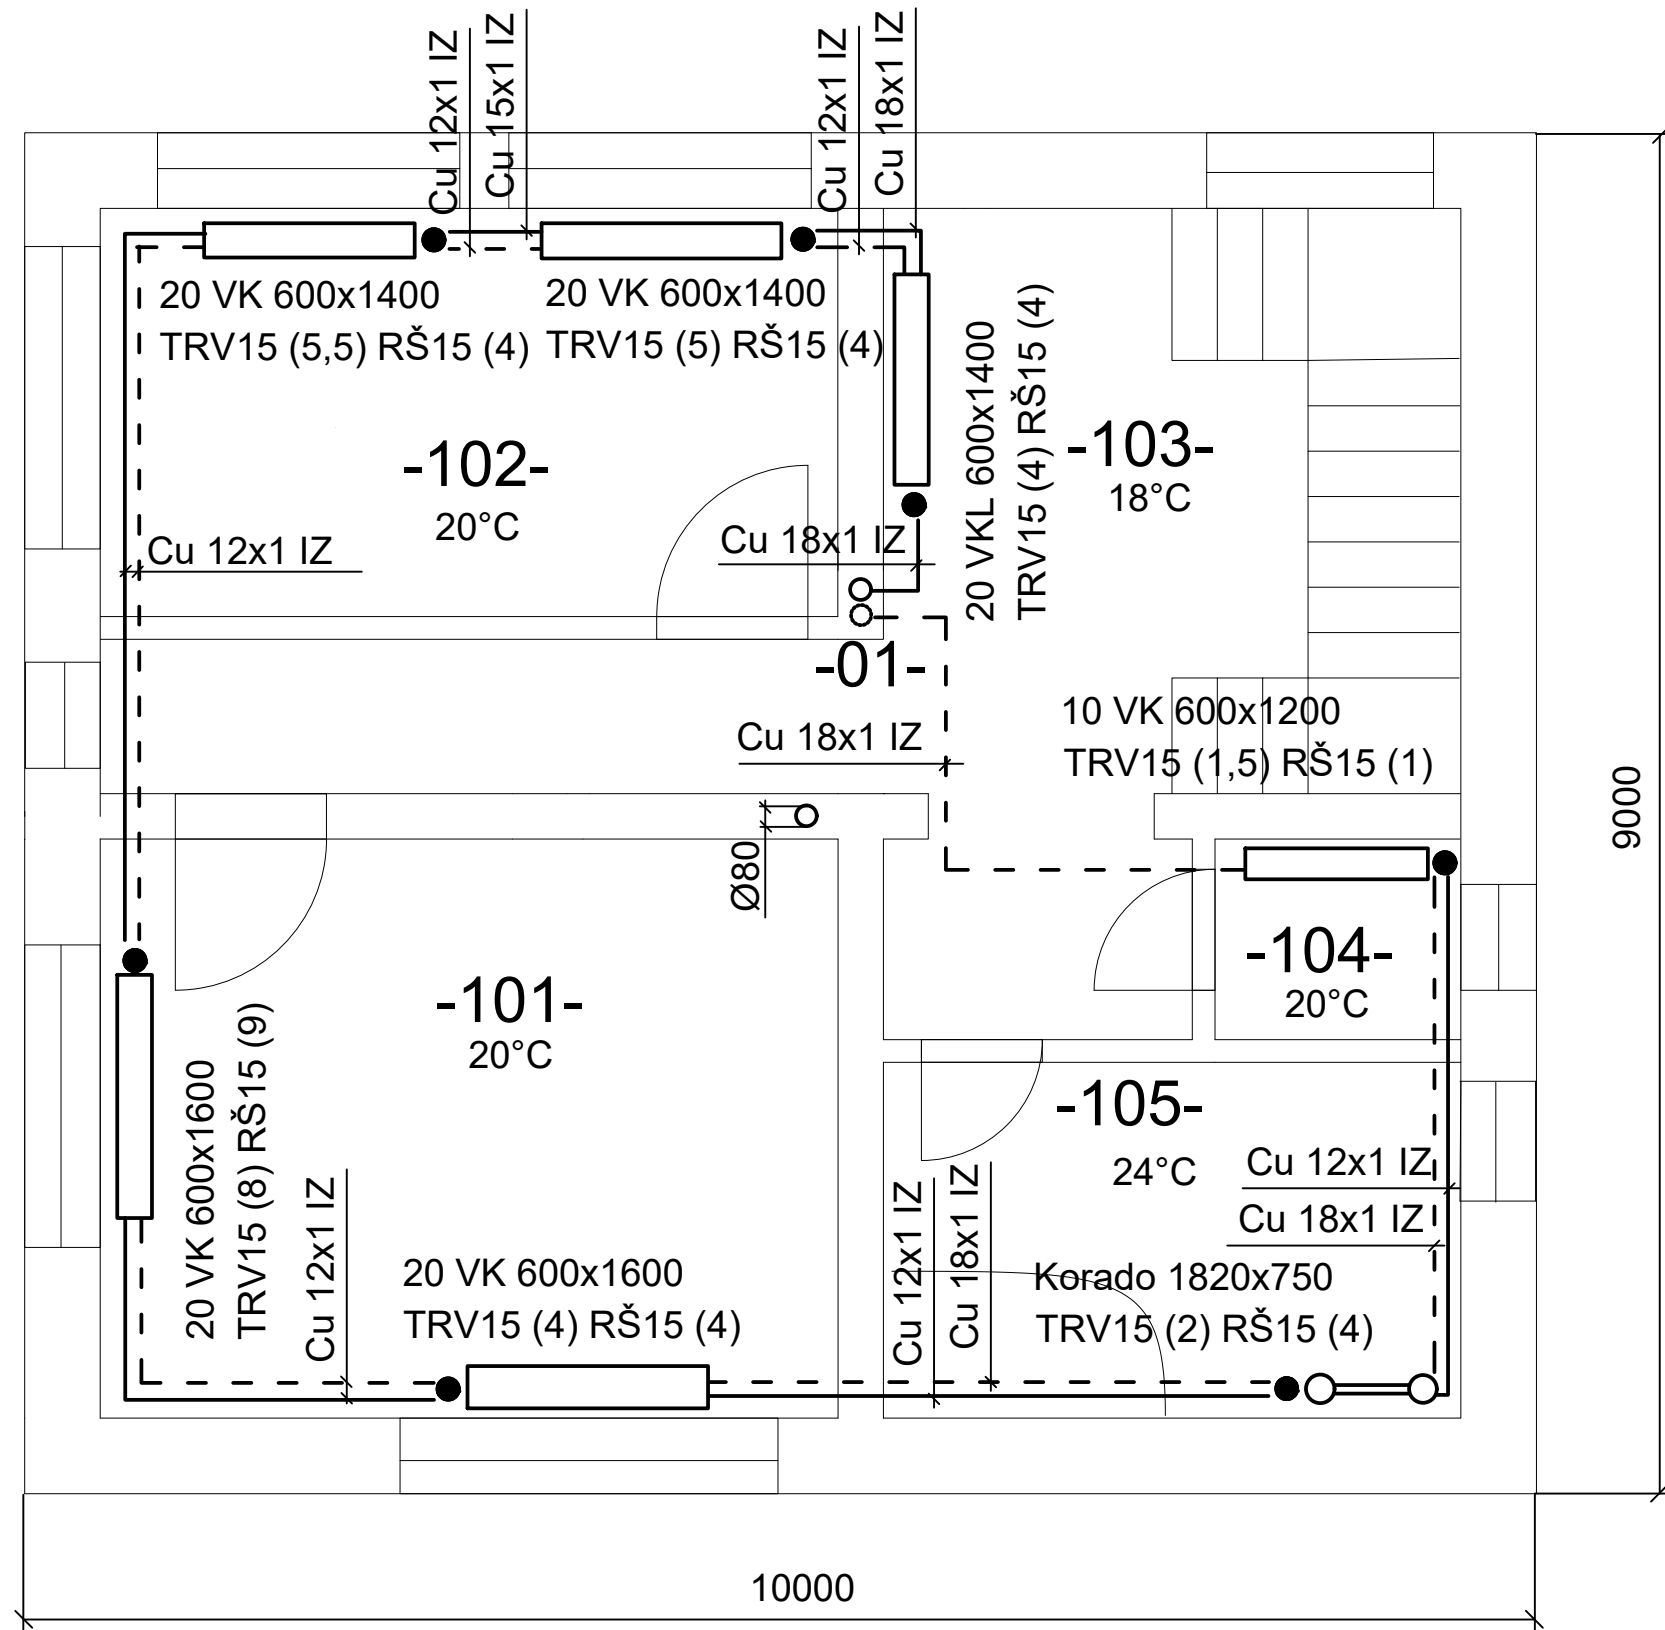 Cu 12x1 IZ
Cu 15x1 IZ
Cu 12x1 IZ
Cu 18x1 IZ
20 VK 600x1400
TRV15 (5,5) RŠ15 (4)
20 VK 600x1400
TRV15 (5) RŠ15 (4)
20 VKL 600x1400
TRV15 (4) RŠ15 (4)
-102-
20°C
-103-
18°C
Cu 12x1 IZ
Cu 18x1 IZ
-01-
Cu 18x1 IZ
10 VK 600x1200
TRV15 (1,5) RŠ15 (1)
9000
Ø80
-101-
20°C
-104-
20°C
20 VK 600x1600
TRV15 (8) RŠ15 (9)
Cu 12x1 IZ
-105-
24°C
Cu 12x1 IZ
Cu 18x1 IZ
Cu 12x1 IZ
Cu 18x1 IZ
20 VK 600x1600
TRV15 (4) RŠ15 (4)
Korado 1820x750
TRV15 (2) RŠ15 (4)
10000